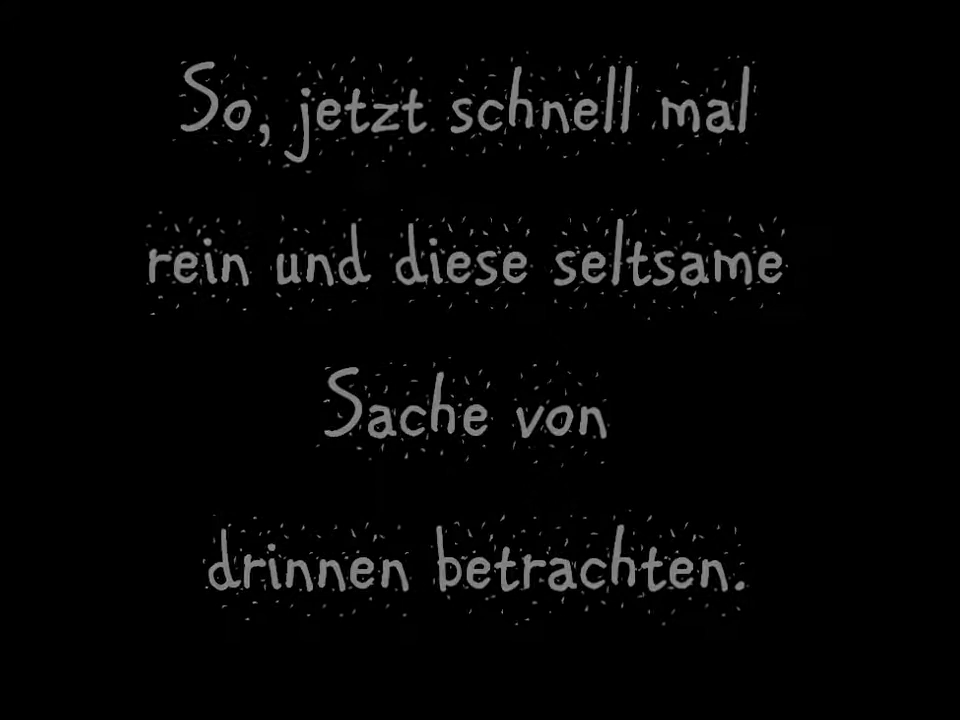 So, jetzt schnell mal
rein und diese seltsame
Sache von
drinnen betrachten.